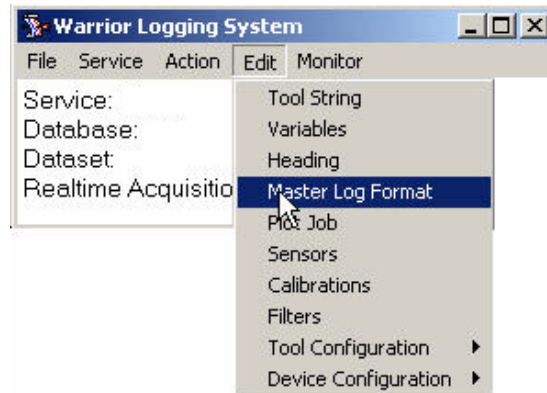 Warrior Logging System
File Service Action Edit Monitor
Service:
Database:
Dataset:
Realtime Acquisitio
Tool String
Variables
Heading
Master Log Format
Plot Job
Sensors
Calibrations
Filters
Tool Configuration
Device Configuration